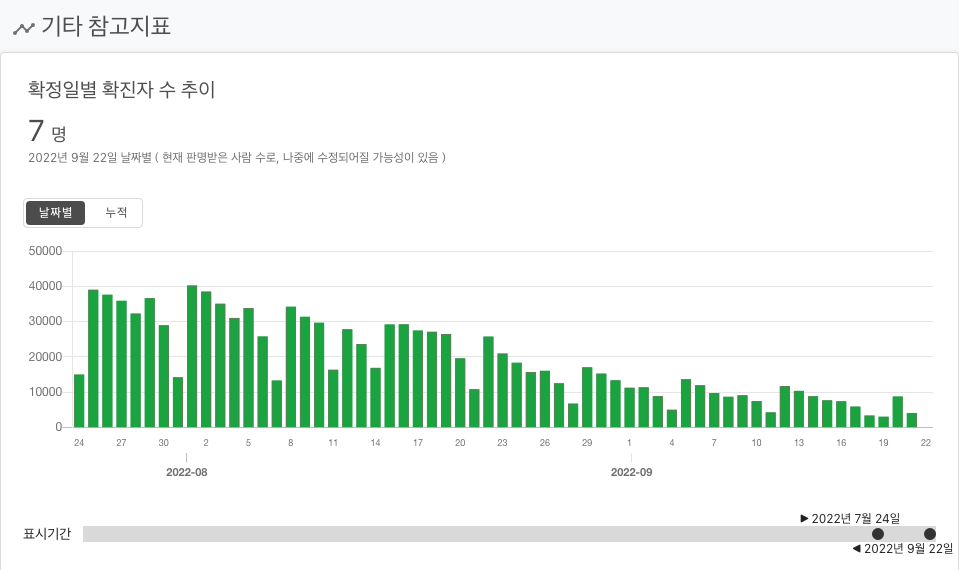 기타 참고지표
확정일별 확진자 수 추이
7 명
2022년 9월 22일 날짜별 ( 현재 판명받은 사람 수로, 나중에 수정되어질 가능성이 있음 )
날짜별 누적
50000
40000
30000
20000
10000
0
24 27 30 2 5 8 11 14 17 20 23 26 29 1 4 7 10 13 16 19 22
2022-08 2022-09
▶ 2022년 7월 24일
표시기간
◀ 2022년 9월 22일